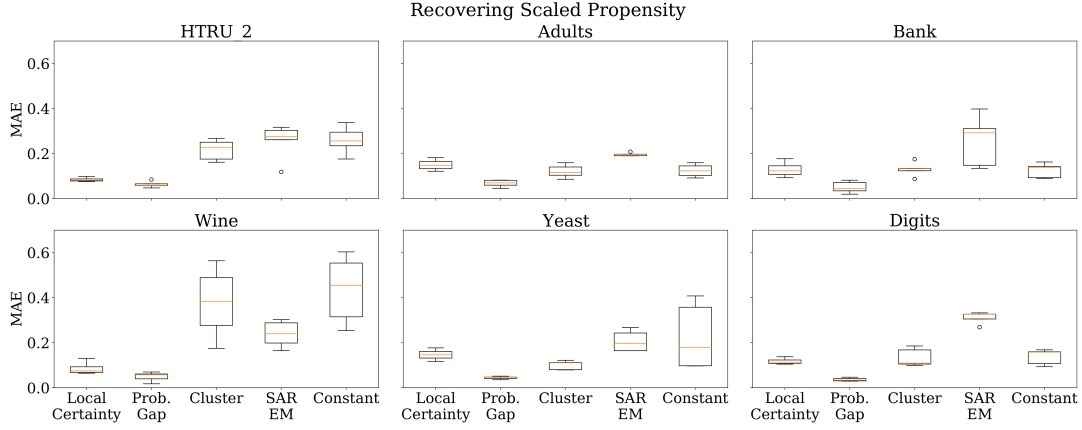 Recovering Scaled Propensity
HTRU_2
Adults
Bank
MAE
0.6
0.4
0.2
0.0
Wine
Yeast
Digits
MAE
0.6
0.4
0.2
0.0
Local Certainty
Prob. Gap
Cluster
SAR EM
Constant
Local Certainty
Prob. Gap
Cluster
SAR EM
Constant
Local Certainty
Prob. Gap
Cluster
SAR EM
Constant